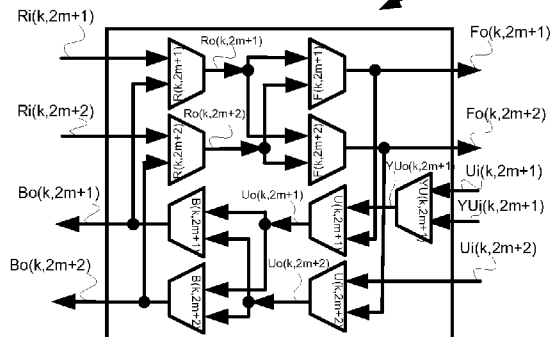 Ri(k,2m+1)
Fo(k,2m+1)
Ro(k,2m+1)
R(k,2m+1)
F(k,2m+1)
Ri(k,2m+2)
Ro(k,2m+2)
Fo(k,2m+2)
R(k,2m+2)
F(k,2m+2)
YUo(k,2m+1)
Ui(k,2m+1)
YU(k,2m+1)
YUi(k,2m+1)
Bo(k,2m+1)
Uo(k,2m+1)
B(k,2m+1)
U(k,2m+1)
Ui(k,2m+2)
Bo(k,2m+2)
Uo(k,2m+2)
B(k,2m+2)
U(k,2m+2)